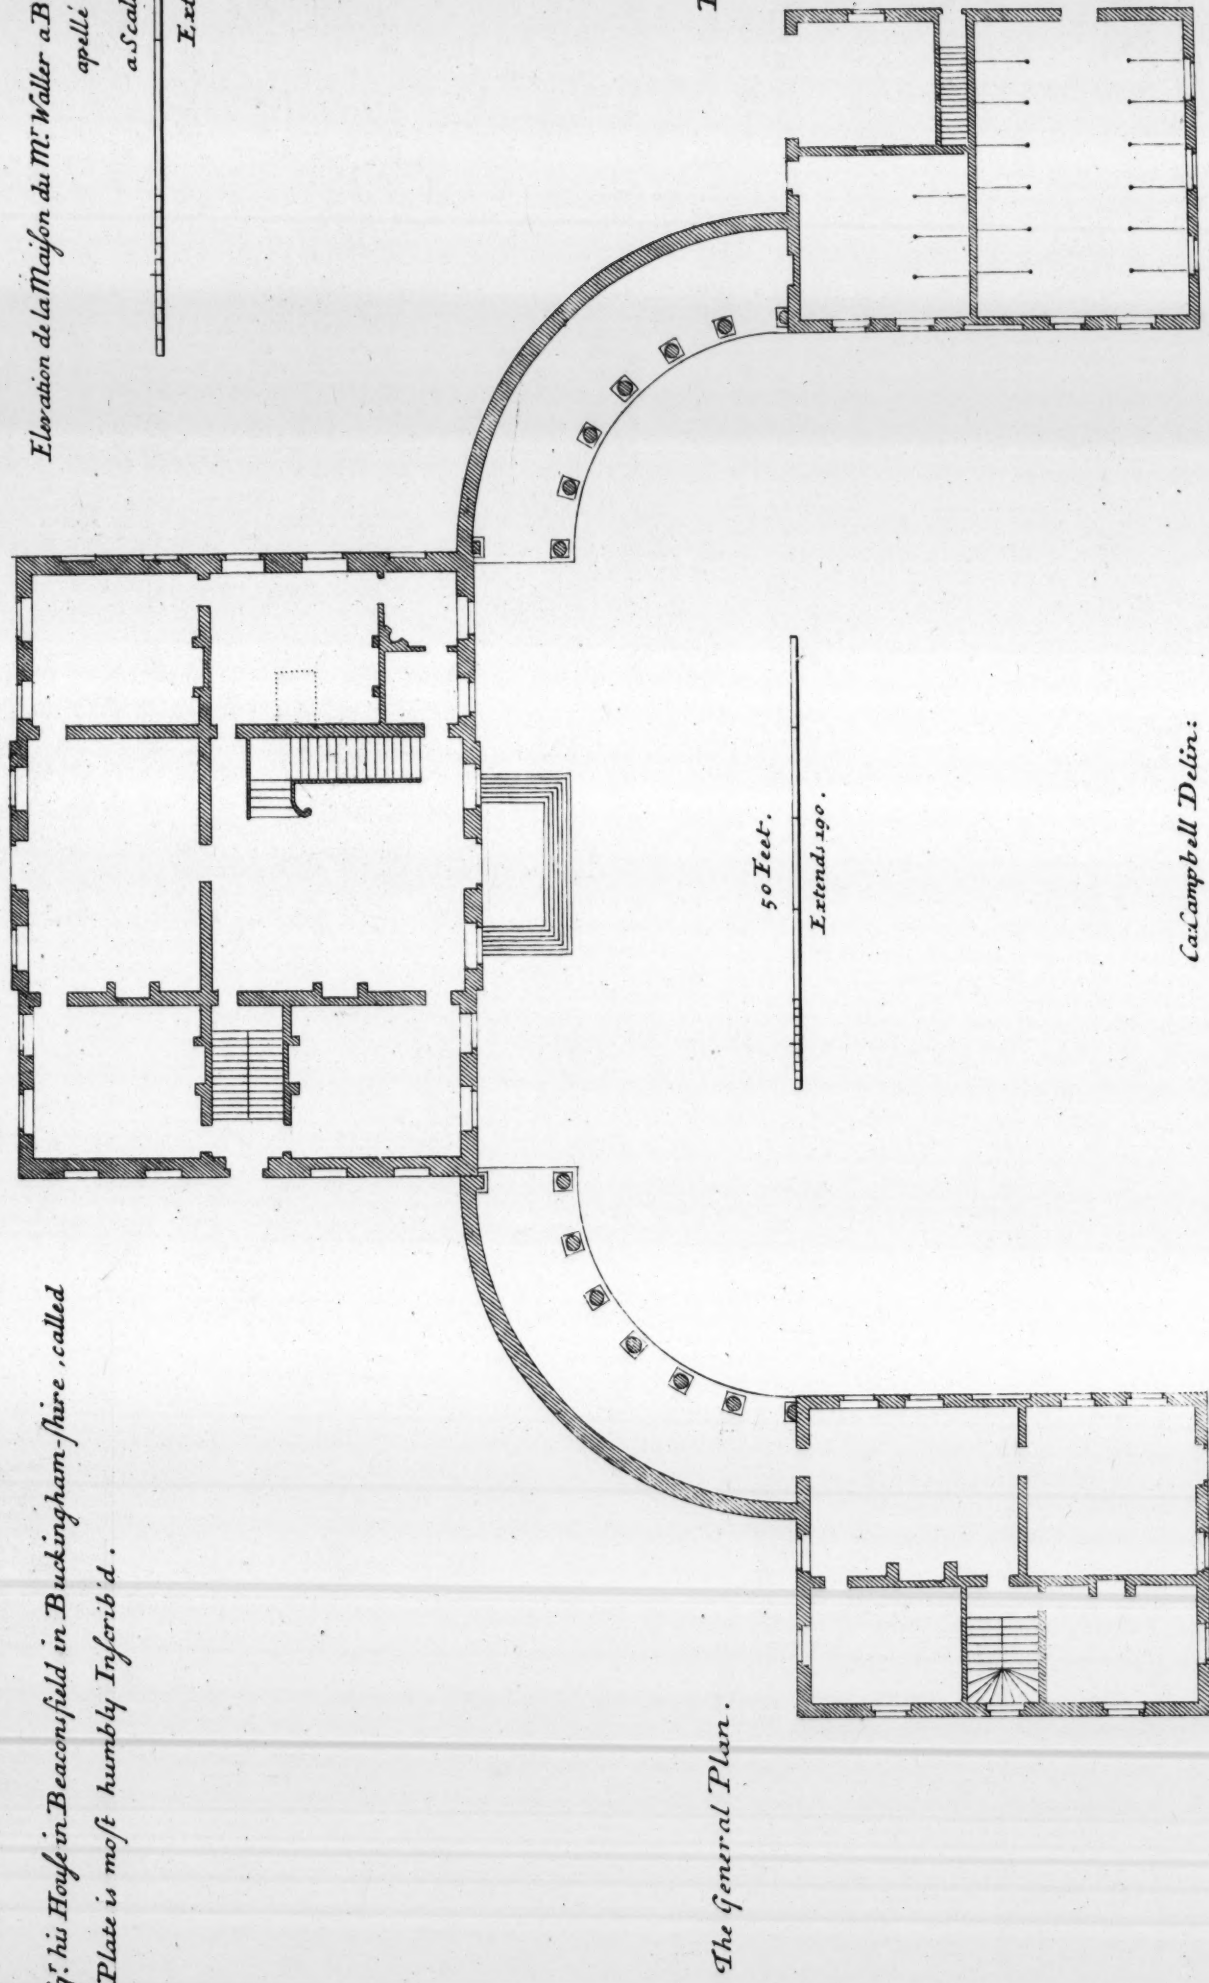 his Houſe in Beaconsfield in Buckingham-ſhire, called
Plate is moſt humbly Inſcrib'd.
Elevation de la Maiſon du Mr. Waller a B
apellé
a Scal
Ext
The General Plan.
50 Feet.
Extends 190.
Ca: Campbell Delin: